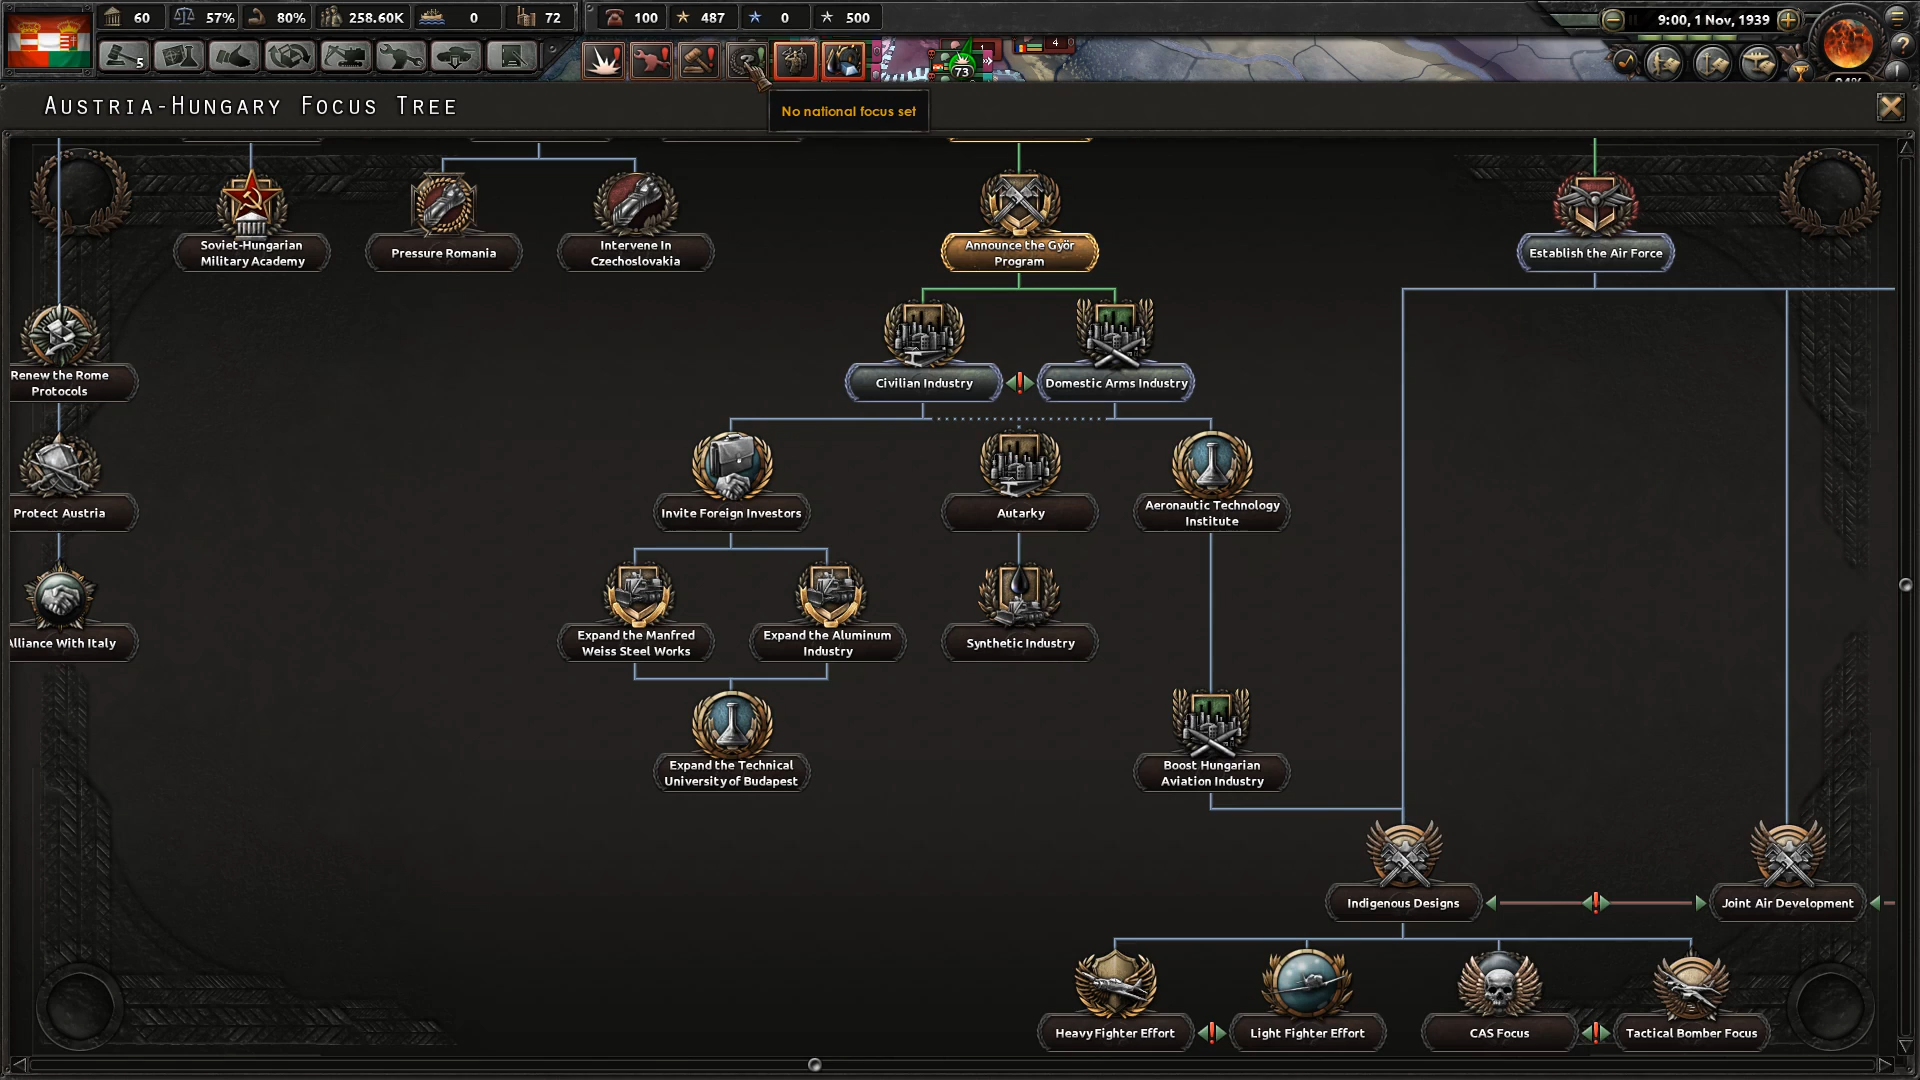 60
57%
80%
258.60K
0
72
100
487
0
500
9:00, 1 Nov, 1939
5
73
1
4
No national focus set
Austria-Hungary Focus Tree
Soviet-Hungarian
Military Academy
Pressure Romania
Intervene In
Czechoslovakia
Announce the Győr
Program
Establish the Air Force
Renew the Rome
Protocols
Civilian Industry
Domestic Arms Industry
Protect Austria
Invite Foreign Investors
Autarky
Aeronautic Technology
Institute
Alliance With Italy
Expand the Manfred
Weiss Steel Works
Expand the Aluminum
Industry
Synthetic Industry
Expand the Technical
University of Budapest
Boost Hungarian
Aviation Industry
Indigenous Designs
Joint Air Development
Heavy Fighter Effort
Light Fighter Effort
CAS Focus
Tactical Bomber Focus